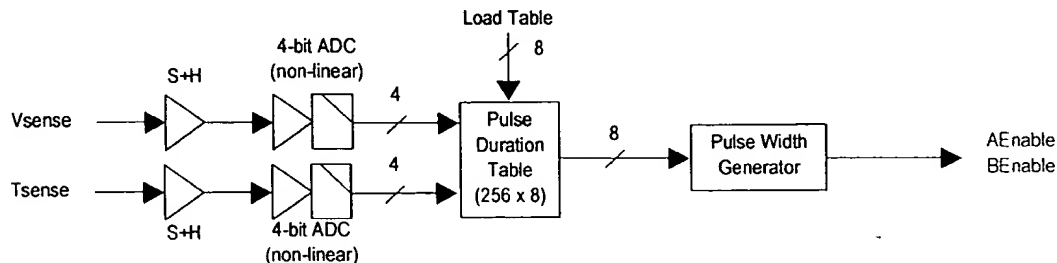 Load Table
8
4-bit ADC
(non-linear)
S+H
4
Vsense
Pulse
Duration
Table
(256 x 8)
8
Pulse Width
Generator
AEnable
BEnable
Tsense
4
S+H
4-bit ADC
(non-linear)